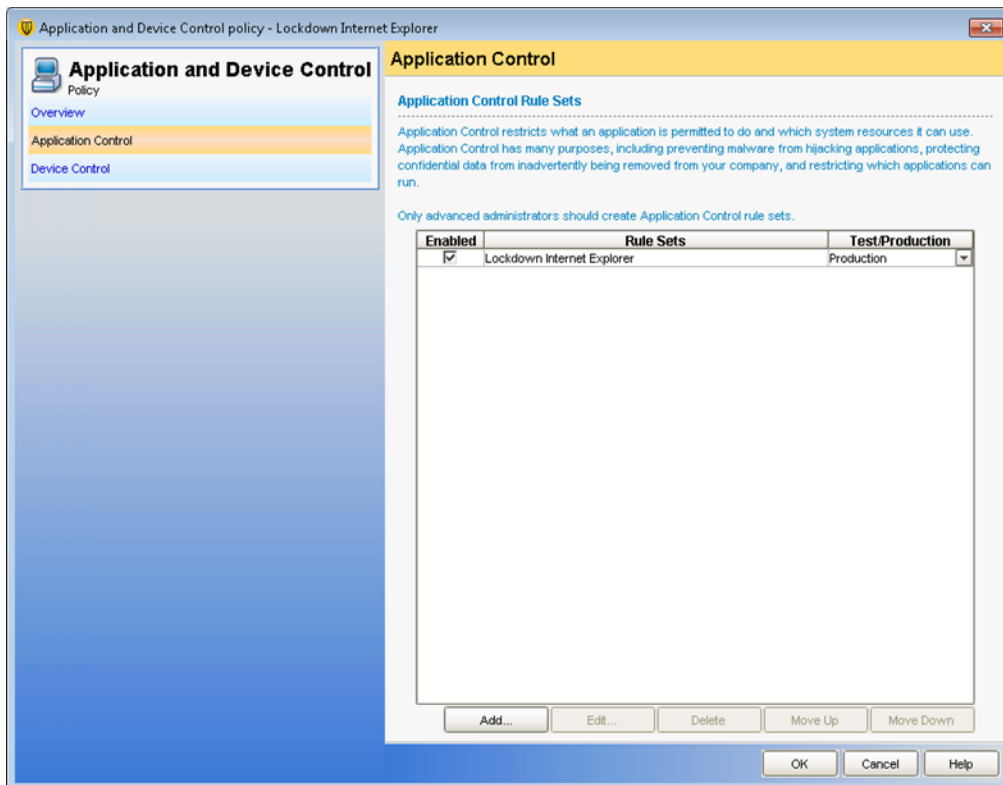 Application and Device Control policy - Lockdown Internet Explorer
Application and Device Control
Policy
Overview
Application Control
Device Control
Application Control
Application Control Rule Sets
Application Control restricts what an application is permitted to do and which system resources it can use.
Application Control has many purposes, including preventing malware from hijacking applications, protecting
confidential data from inadvertently being removed from your company, and restricting which applications can
run.
Only advanced administrators should create Application Control rule sets.
Enabled Rule Sets Test/Production
Lockdown Internet Explorer Production
Add... Edit... Delete Move Up Move Down
OK Cancel Help